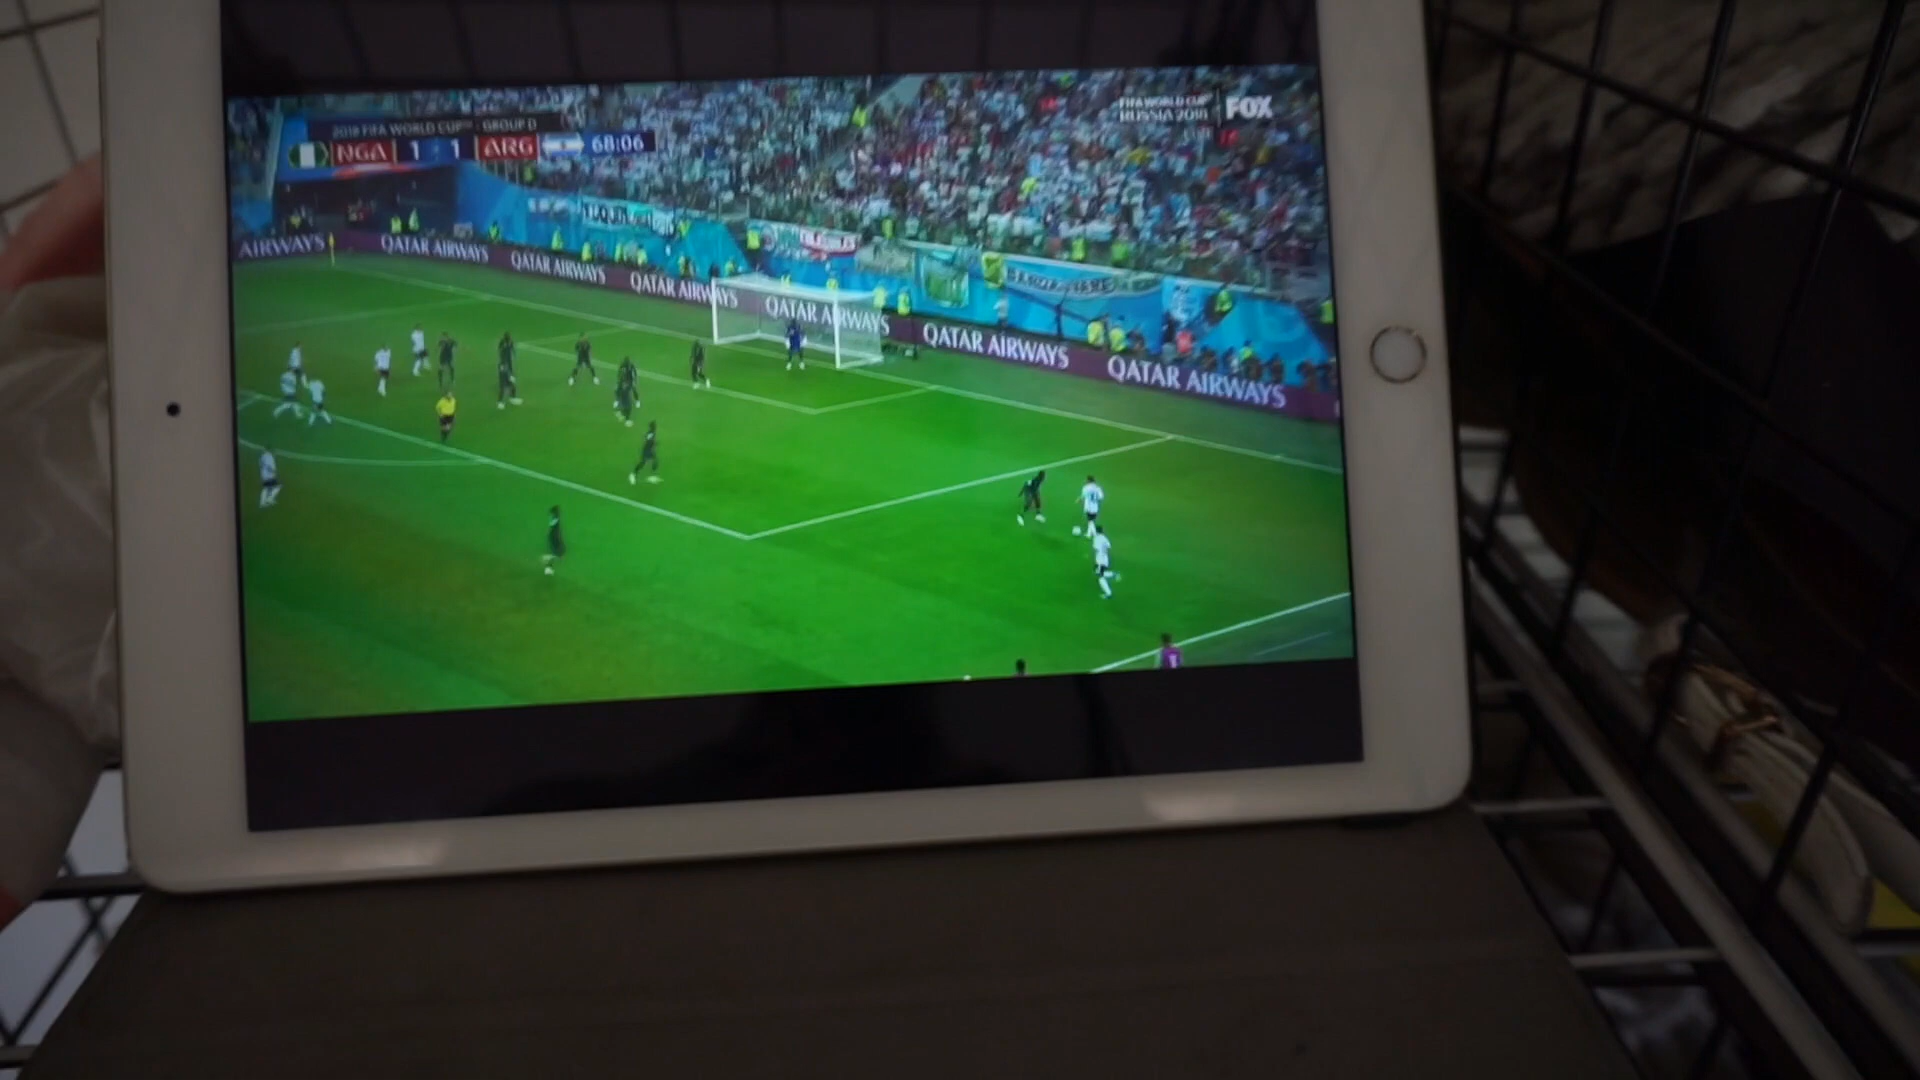 2018 FIFA WORLD CUP™ - GROUP D
NGA 1 1 ARG 68:06
FIFA WORLD CUP
RUSSIA 2018
FOX
AIRWAYS QATAR AIRWAYS QATAR AIRWAYS QATAR AIRWAYS QATAR AIRWAYS QATAR AIRWAYS QATAR AIRWAYS